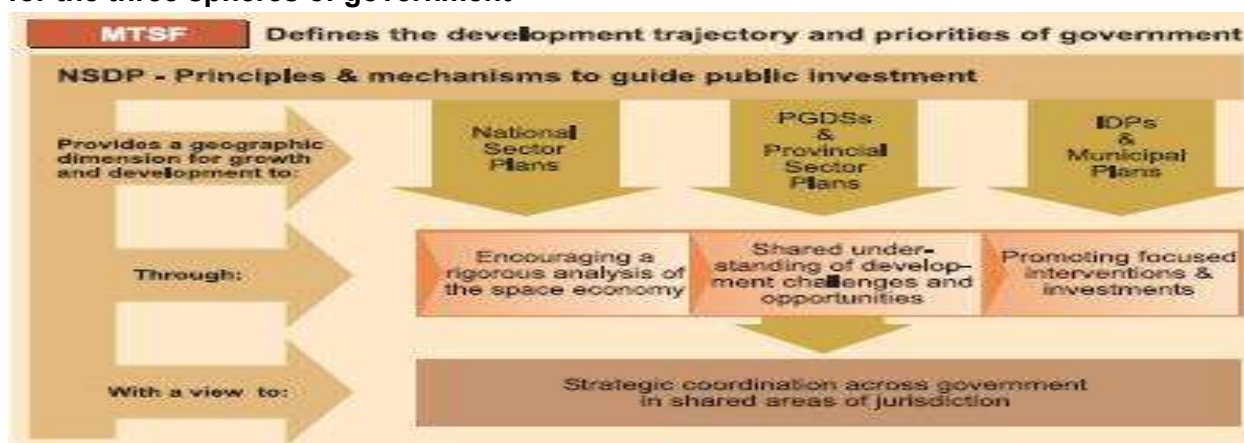 for the three spheres of government
MTSF Defines the development trajectory and priorities of government
NSDP - Principles & mechanisms to guide public investment
Provides a geographic
dimension for growth
and development to:
National
Sector
Plans
PGDSs
&
Provincial
Sector
Plans
IDPs
&
Municipal
Plans
Through:
Encouraging a
rigorous analysis of
the space economy
Shared under-
standing of develop-
ment challenges and
opportunities
Promoting focused
interventions &
investments
With a view to:
Strategic coordination across government
in shared areas of jurisdiction